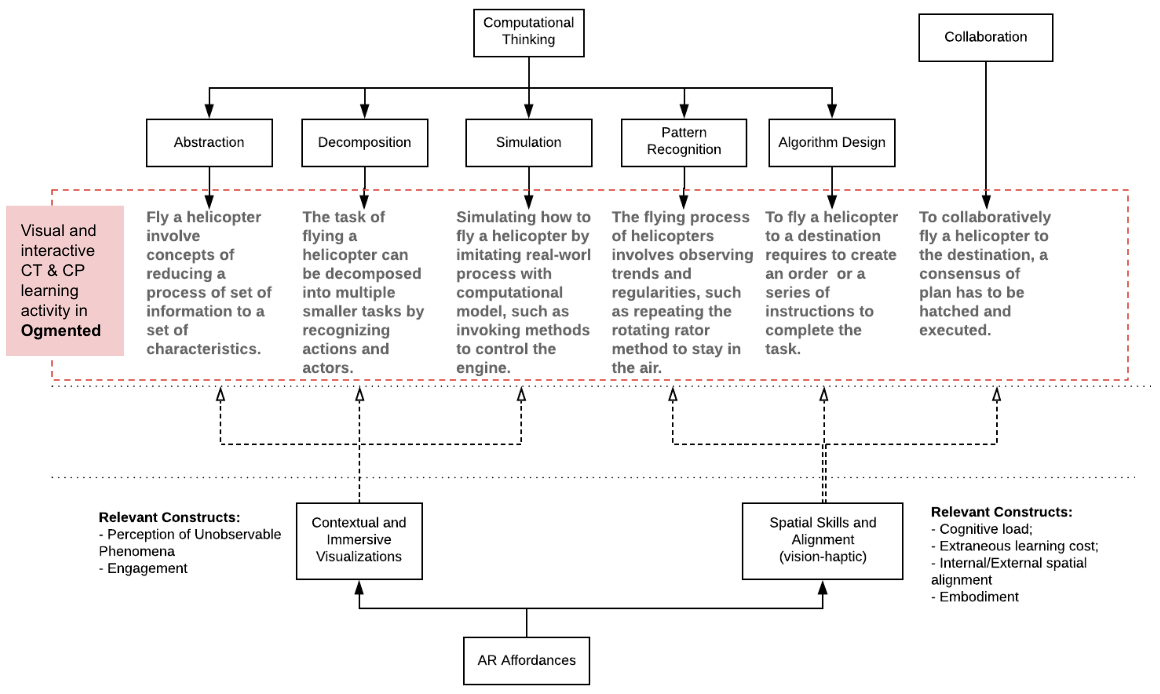 Computational
Thinking
Collaboration
Abstraction
Decomposition
Simulation
Pattern
Recognition
Algorithm Design
Visual and
interactive
CT & CP
learning
activity in
Ogmented
Fly a helicopter
involve
concepts of
reducing a
process of set of
information to a
set of
characteristics.
The task of
flying a
helicopter can
be decomposed
into multiple
smaller tasks by
recognizing
actions and
actors.
Simulating how to
fly a helicopter by
imitating real-worl
process with
computational
model, such as
invoking methods
to control the
engine.
The flying process
of helicopters
involves observing
trends and
regularities, such
as repeating the
rotating rator
method to stay in
the air.
To fly a helicopter
to a destination
requires to create
an order or a
series of
instructions to
complete the
task.
To collaboratively
fly a helicopter to
the destination, a
consensus of
plan has to be
hatched and
executed.
Relevant Constructs:
- Perception of Unobservable
Phenomena
- Engagement
Contextual and
Immersive
Visualizations
Spatial Skills and
Alignment
(vision-haptic)
Relevant Constructs:
- Cognitive load;
- Extraneous learning cost;
- Internal/External spatial
alignment
- Embodiment
AR Affordances